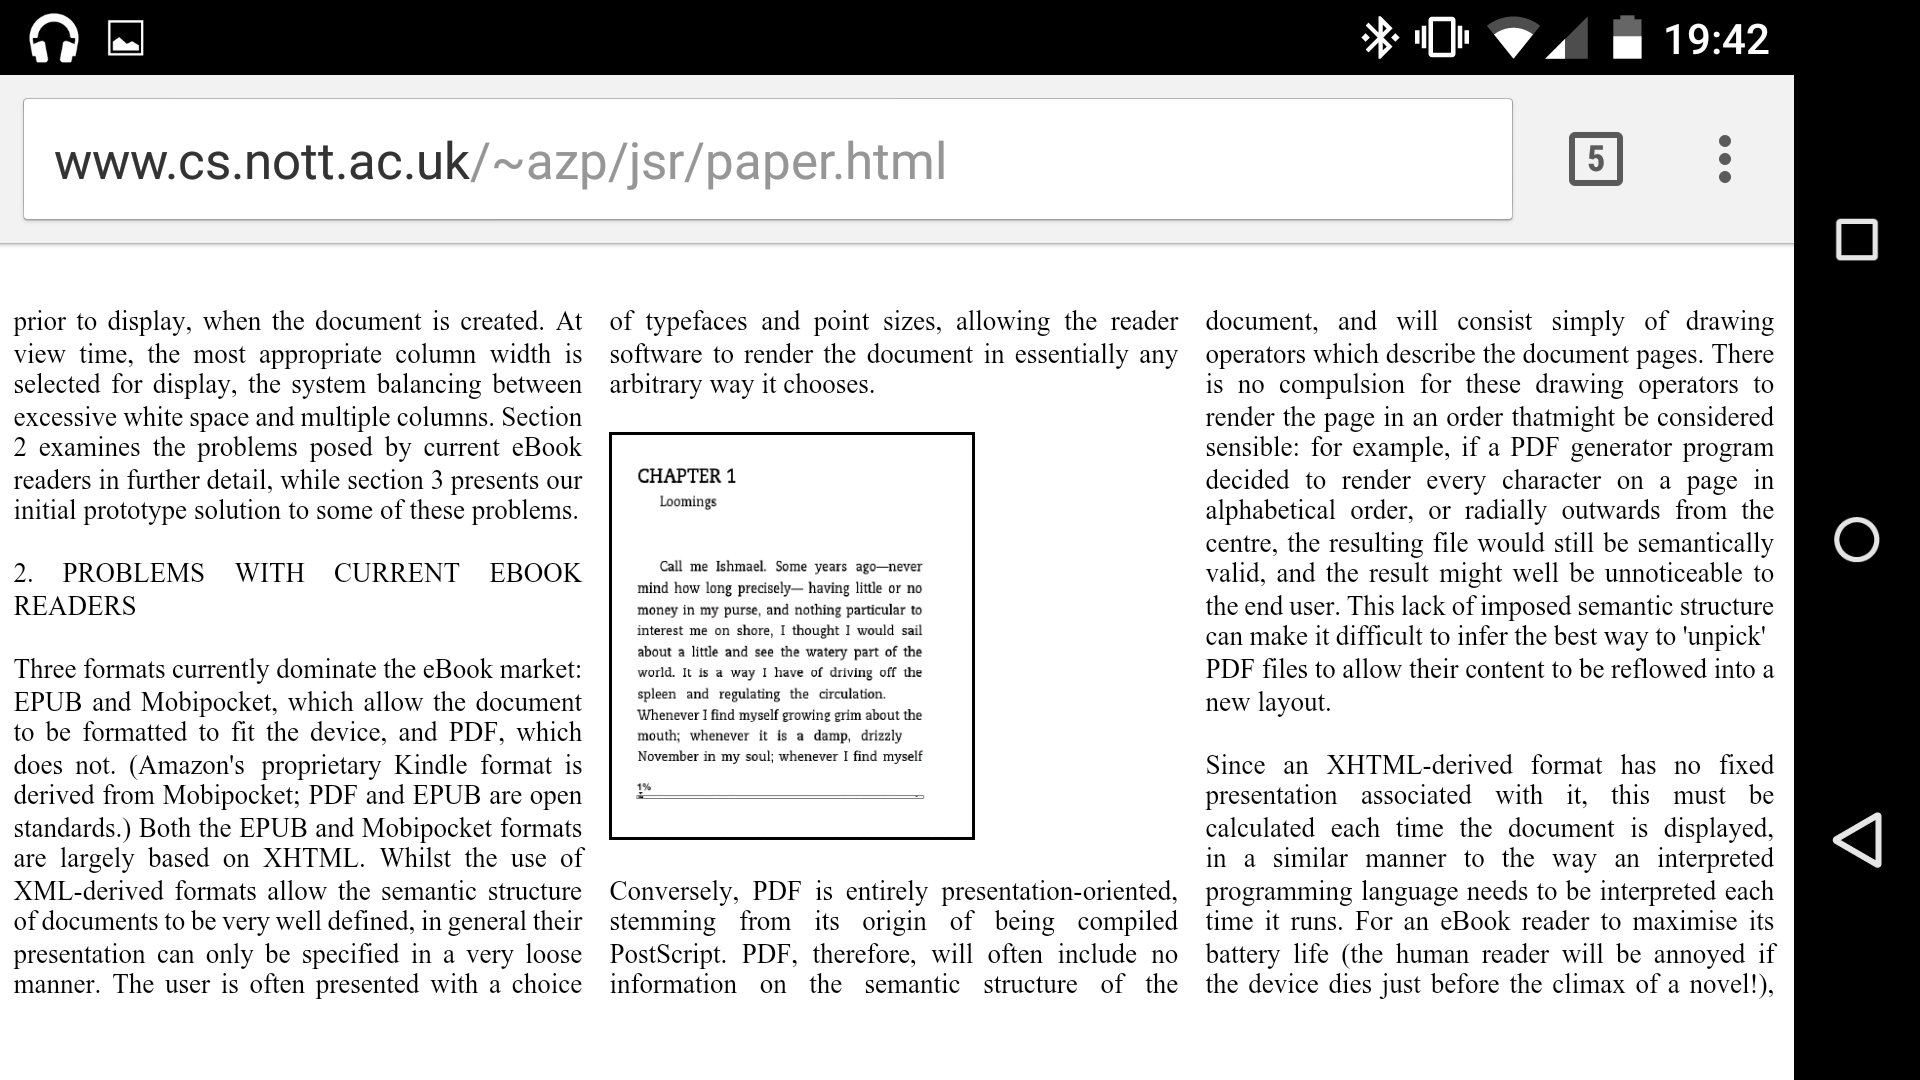 19:42
www.cs.nott.ac.uk/~azp/jsr/paper.html
5
prior to display, when the document is created. At
view time, the most appropriate column width is
selected for display, the system balancing between
excessive white space and multiple columns. Section
2 examines the problems posed by current eBook
readers in further detail, while section 3 presents our
initial prototype solution to some of these problems.
2. PROBLEMS WITH CURRENT EBOOK
READERS
Three formats currently dominate the eBook market:
EPUB and Mobipocket, which allow the document
to be formatted to fit the device, and PDF, which
does not. (Amazon's proprietary Kindle format is
derived from Mobipocket; PDF and EPUB are open
standards.) Both the EPUB and Mobipocket formats
are largely based on XHTML. Whilst the use of
XML-derived formats allow the semantic structure
of documents to be very well defined, in general their
presentation can only be specified in a very loose
manner. The user is often presented with a choice
of typefaces and point sizes, allowing the reader
software to render the document in essentially any
arbitrary way it chooses.
CHAPTER 1
Loomings
Call me Ishmael. Some years ago—never
mind how long precisely— having little or no
money in my purse, and nothing particular to
interest me on shore, I thought I would sail
about a little and see the watery part of the
world. It is a way I have of driving off the
spleen and regulating the circulation.
Whenever I find myself growing grim about the
mouth; whenever it is a damp, drizzly
November in my soul; whenever I find myself
1%
Conversely, PDF is entirely presentation-oriented,
stemming from its origin of being compiled
PostScript. PDF, therefore, will often include no
information on the semantic structure of the
document, and will consist simply of drawing
operators which describe the document pages. There
is no compulsion for these drawing operators to
render the page in an order thatmight be considered
sensible: for example, if a PDF generator program
decided to render every character on a page in
alphabetical order, or radially outwards from the
centre, the resulting file would still be semantically
valid, and the result might well be unnoticeable to
the end user. This lack of imposed semantic structure
can make it difficult to infer the best way to 'unpick'
PDF files to allow their content to be reflowed into a
new layout.
Since an XHTML-derived format has no fixed
presentation associated with it, this must be
calculated each time the document is displayed,
in a similar manner to the way an interpreted
programming language needs to be interpreted each
time it runs. For an eBook reader to maximise its
battery life (the human reader will be annoyed if
the device dies just before the climax of a novel!),